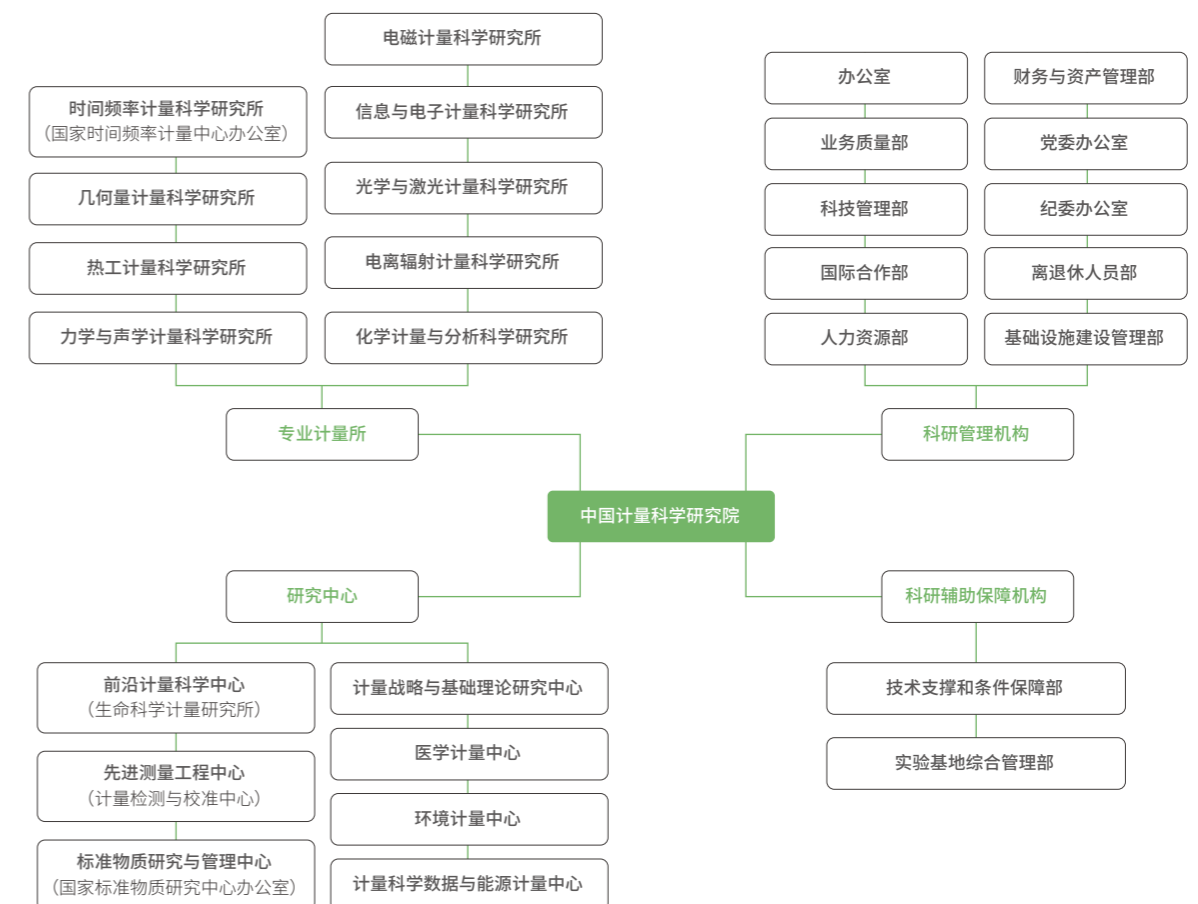 电磁计量科学研究所
时间频率计量科学研究所
（国家时间频率计量中心办公室）
信息与电子计量科学研究所
几何量计量科学研究所
光学与激光计量科学研究所
热工计量科学研究所
电离辐射计量科学研究所
力学与声学计量科学研究所
化学计量与分析科学研究所
专业计量所
办公室
财务与资产管理部
业务质量部
党委办公室
科技管理部
纪委办公室
国际合作部
离退休人员部
人力资源部
基础设施建设管理部
科研管理机构
中国计量科学研究院
研究中心
前沿计量科学中心
（生命科学计量研究所）
计量战略与基础理论研究中心
先进测量工程中心
（计量检测与校准中心）
医学计量中心
环境计量中心
标准物质研究与管理中心
（国家标准物质研究中心办公室）
计量科学数据与能源计量中心
科研辅助保障机构
技术支撑和条件保障部
实验基地综合管理部